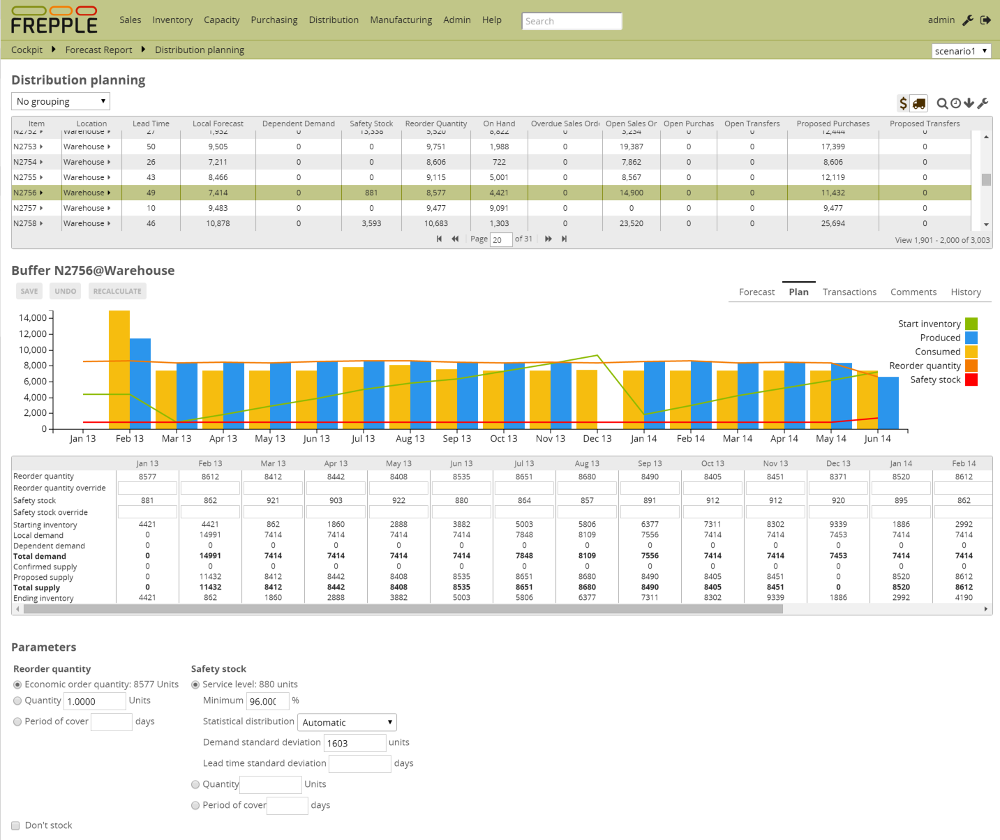 FREPPLE Sales Inventory Capacity Purchasing Distribution Manufacturing Admin Help Search admin
Cockpit Forecast Report Distribution planning scenario1
Distribution planning
No grouping $
Item Location Lead Time Local Forecast Dependent Demand Safety Stock Reorder Quantity On Hand Overdue Sales Orde Open Sales Or Open Purchas Open Transfers Proposed Purchases Proposed Transfers
N2752 Warehouse 27 1,932 0 13,338 5,520 8,822 0 3,234 0 0 12,444 0
N2753 Warehouse 50 9,505 0 0 9,751 1,988 0 19,387 0 0 17,399 0
N2754 Warehouse 26 7,211 0 0 8,606 722 0 7,862 0 0 8,606 0
N2755 Warehouse 43 8,466 0 0 9,115 5,001 0 8,567 0 0 12,119 0
N2756 Warehouse 49 7,414 0 881 8,577 4,421 0 14,900 0 0 11,432 0
N2757 Warehouse 10 9,483 0 0 9,477 9,091 0 0 0 0 9,477 0
N2758 Warehouse 46 10,878 0 3,593 10,683 1,303 0 23,520 0 0 25,694 0
Page 20 of 31 View 1,901 - 2,000 of 3,003
Buffer N2756@Warehouse
SAVE UNDO RECALCULATE Forecast Plan Transactions Comments History
14,000
12,000
10,000
8,000
6,000
4,000
2,000
0
Start inventory
Produced
Consumed
Reorder quantity
Safety stock
Jan 13 Feb 13 Mar 13 Apr 13 May 13 Jun 13 Jul 13 Aug 13 Sep 13 Oct 13 Nov 13 Dec 13 Jan 14 Feb 14 Mar 14 Apr 14 May 14 Jun 14
Jan 13 Feb 13 Mar 13 Apr 13 May 13 Jun 13 Jul 13 Aug 13 Sep 13 Oct 13 Nov 13 Dec 13 Jan 14 Feb 14
Reorder quantity 8577 8612 8412 8442 8408 8535 8651 8680 8490 8405 8451 8371 8520 8612
Reorder quantity override
Safety stock 881 862 921 903 922 880 864 857 891 912 912 920 895 862
Safety stock override
Starting inventory 4421 4421 862 1860 2888 3882 5003 5806 6377 7311 8302 9339 1886 2992
Local demand 0 14991 7414 7414 7414 7414 7848 8109 7556 7414 7414 7453 7414 7414
Dependent demand 0 0 0 0 0 0 0 0 0 0 0 0 0 0
Total demand 0 14991 7414 7414 7414 7414 7848 8109 7556 7414 7414 7453 7414 7414
Confirmed supply 0 0 0 0 0 0 0 0 0 0 0 0 0 0
Proposed supply 0 11432 8412 8442 8408 8535 8651 8680 8490 8405 8451 0 8520 8612
Total supply 0 11432 8412 8442 8408 8535 8651 8680 8490 8405 8451 0 8520 8612
Ending inventory 4421 862 1860 2888 3882 5003 5806 6377 7311 8302 9339 1886 2992 4190
Parameters
Reorder quantity Safety stock
Economic order quantity: 8577 Units Service level: 880 units
Quantity 1.0000 Units Minimum 96.00 %
Period of cover days Statistical distribution Automatic
Demand standard deviation 1603 units
Lead time standard deviation days
Quantity Units
Period of cover days
Don't stock